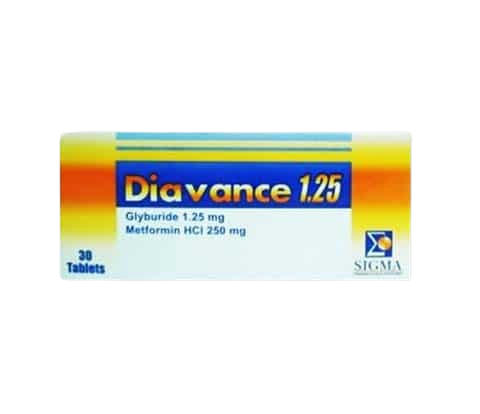 Diavance 1.25
Glyburide 1.25 mg
Metformin HCl 250 mg
30
Tablets
SIGMA